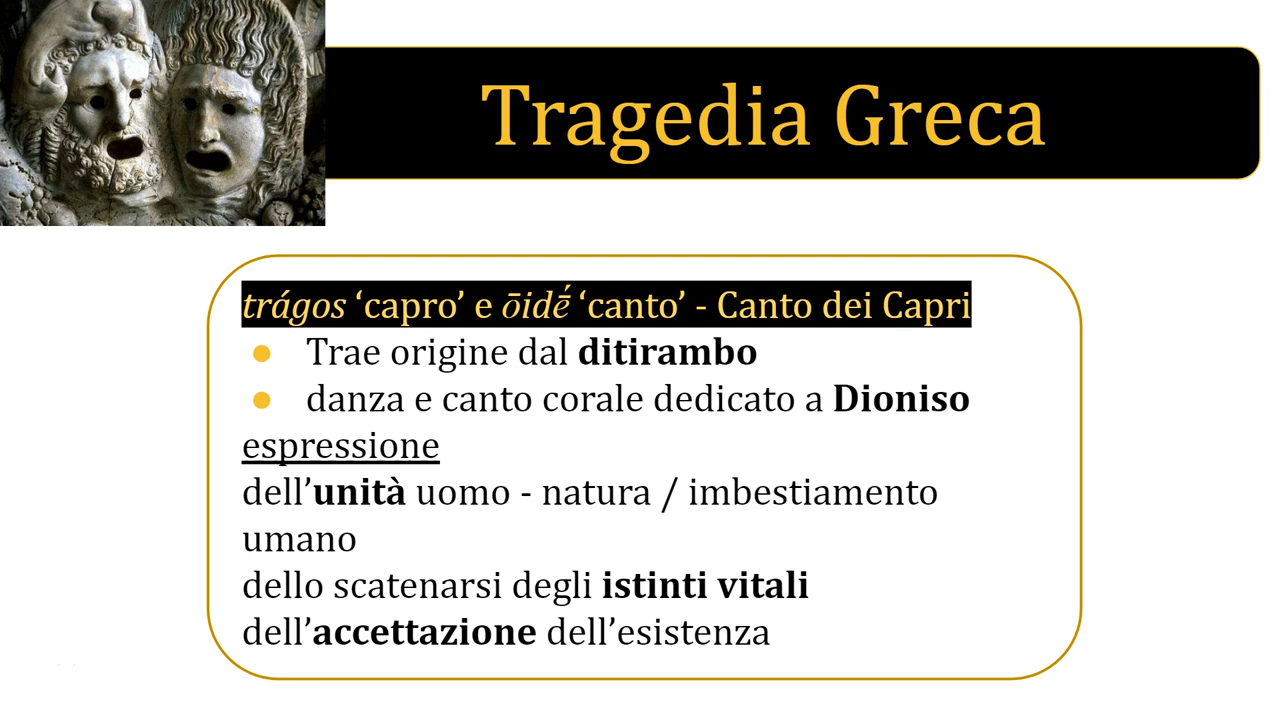 Tragedia Greca
trágos ‘capro’ e ōidḗ ‘canto’ - Canto dei Capri
● Trae origine dal ditirambo
● danza e canto corale dedicato a Dioniso
espressione
dell’unità uomo - natura / imbestiamento
umano
dello scatenarsi degli istinti vitali
dell’accettazione dell’esistenza